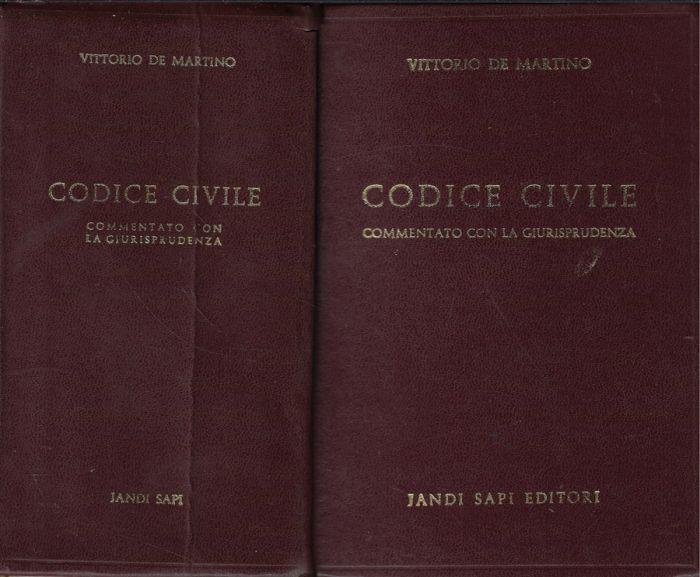 VITTORIO DE MARTINO
CODICE CIVILE
COMMENTATO CON
LA GIURISPRUDENZA
JANDI SAPI
VITTORIO DE MARTINO
CODICE CIVILE
COMMENTATO CON LA GIURISPRUDENZA
JANDI SAPI EDITORI